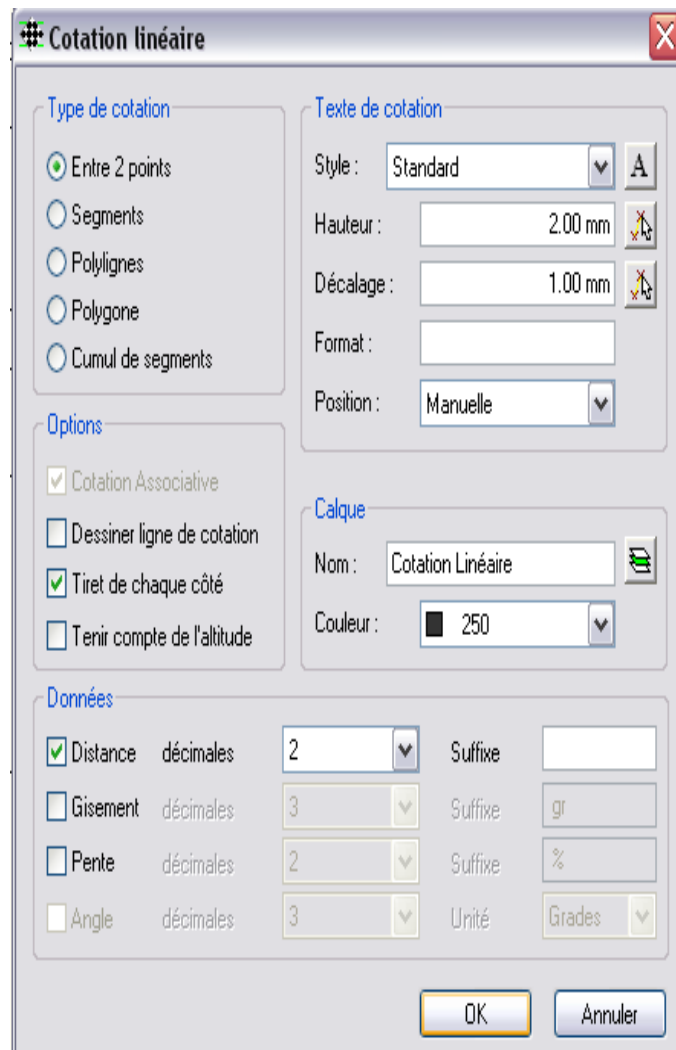 Cotation linéaire
Type de cotation
Entre 2 points
Segments
Polylignes
Polygone
Cumul de segments
Texte de cotation
Style : Standard A
Hauteur : 2.00 mm
Décalage : 1.00 mm
Format :
Position : Manuelle
Options
Cotation Associative
Dessiner ligne de cotation
Tiret de chaque côté
Tenir compte de l'altitude
Calque
Nom : Cotation Linéaire
Couleur : 250
Données
Distance décimales 2 Suffixe
Gisement décimales 3 Suffixe gr
Pente décimales 2 Suffixe %
Angle décimales 3 Unité Grades
OK Annuler